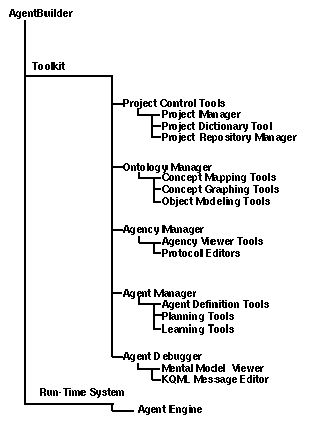 AgentBuilder
Toolkit
Project Control Tools
Project Manager
Project Dictionary Tool
Project Repository Manager
Ontology Manager
Concept Mapping Tools
Concept Graphing Tools
Object Modeling Tools
Agency Manager
Agency Viewer Tools
Protocol Editors
Agent Manager
Agent Definition Tools
Planning Tools
Learning Tools
Agent Debugger
Mental Model Viewer
KQML Message Editor
Run-Time System
Agent Engine